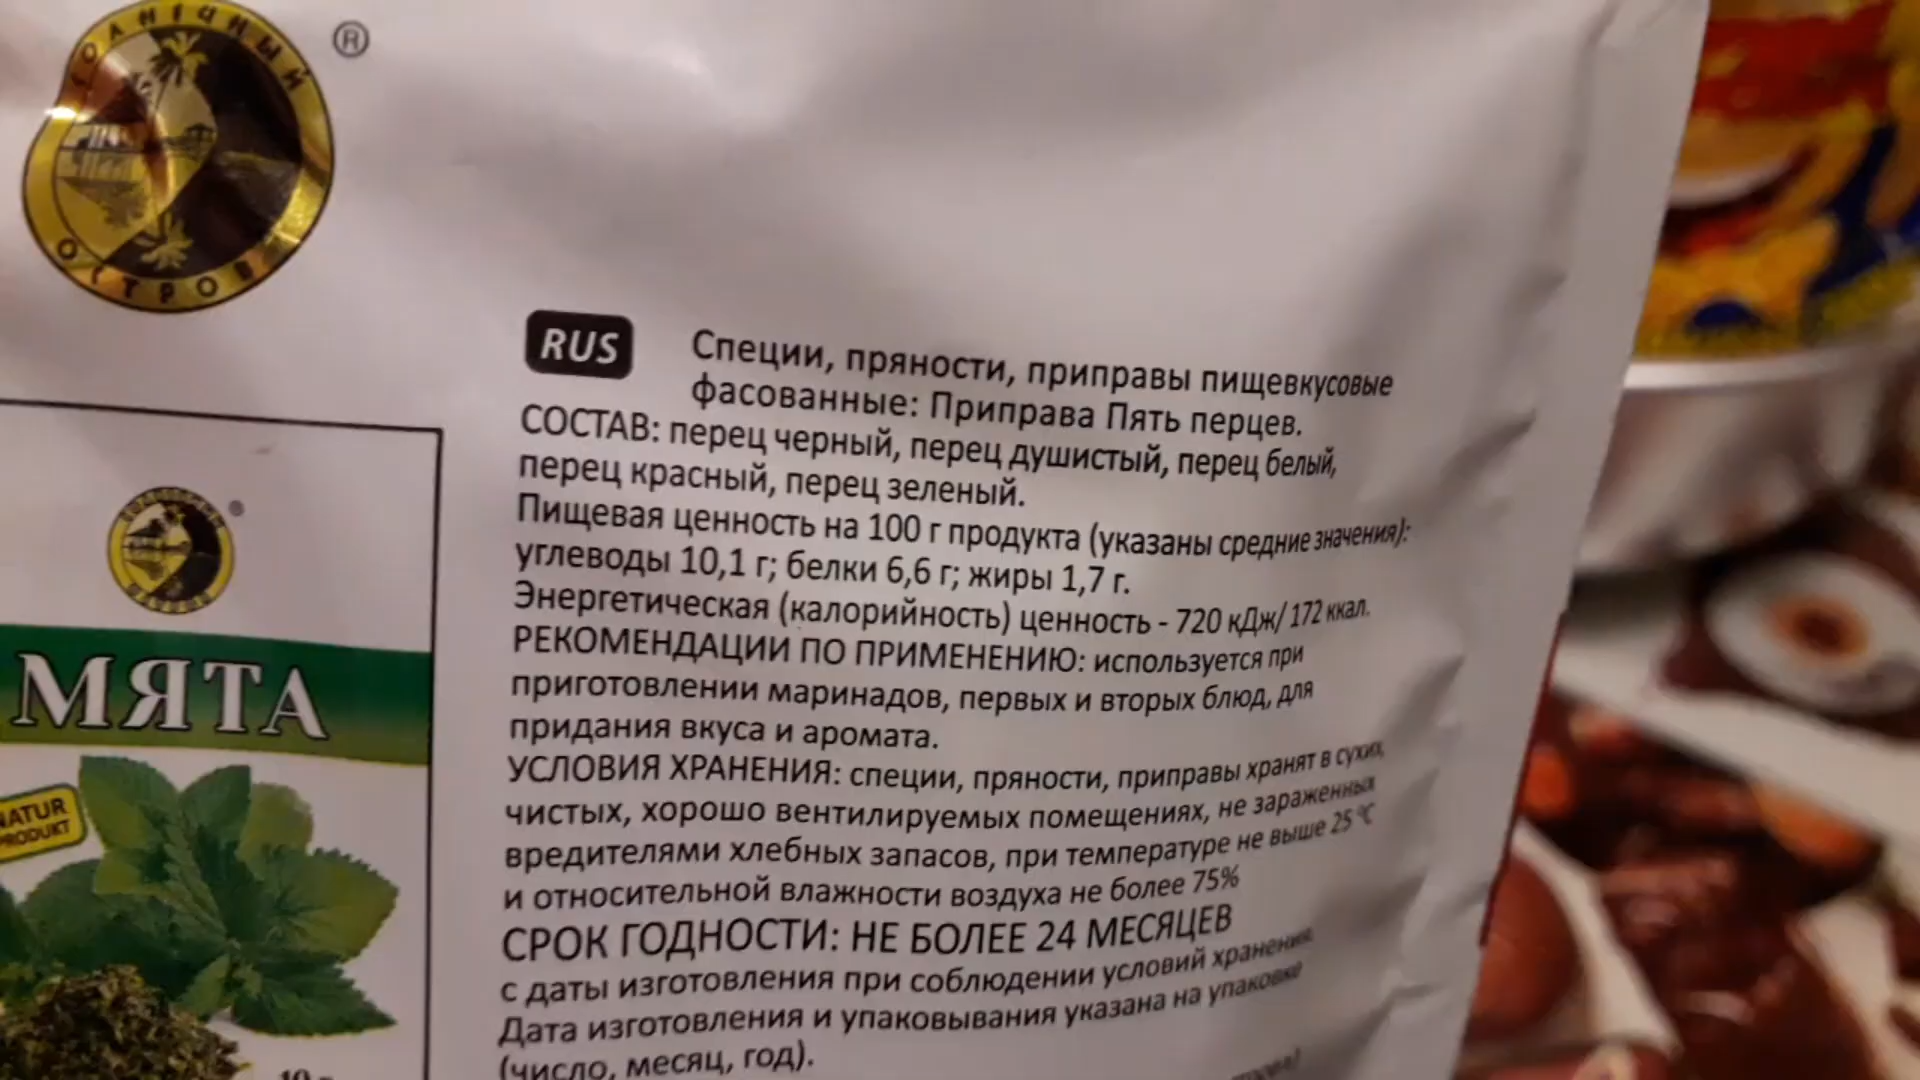 ЭКЗОТИЧНЫЙ
®
ОСТРОВ
RUS
Специи, пряности, приправы пищевкусовые
фасованные: Приправа Пять перцев.
СОСТАВ: перец черный, перец душистый, перец белый,
перец красный, перец зеленый.
Пищевая ценность на 100 г продукта (указаны средние значения):
углеводы 10,1 г; белки 6,6 г; жиры 1,7 г.
Энергетическая (калорийность) ценность - 720 кДж/ 172 ккал.
РЕКОМЕНДАЦИИ ПО ПРИМЕНЕНИЮ: используется при
приготовлении маринадов, первых и вторых блюд, для
придания вкуса и аромата.
УСЛОВИЯ ХРАНЕНИЯ: специи, пряности, приправы хранят в сухих,
чистых, хорошо вентилируемых помещениях, не зараженных
вредителями хлебных запасов, при температуре не выше 25 °С
и относительной влажности воздуха не более 75%
СРОК ГОДНОСТИ: НЕ БОЛЕЕ 24 МЕСЯЦЕВ
с даты изготовления при соблюдении условий хранения.
Дата изготовления и упаковывания указана на упаковке
(число, месяц, год).
МЯТА
NATUR
PRODUKT